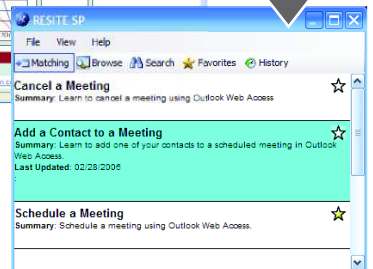 RESITE SP
File View Help
Matching Browse Search Favorites History
Cancel a Meeting
Summary: Learn to cancel a meeting using Outlook Web Access
Add a Contact to a Meeting
Summary: Learn to add one of your contacts to a scheduled meeting in Outlook
Web Access.
Last Updated: 02/28/2006
:
Schedule a Meeting
Summary: Schedule a meeting using Outlook Web Access.